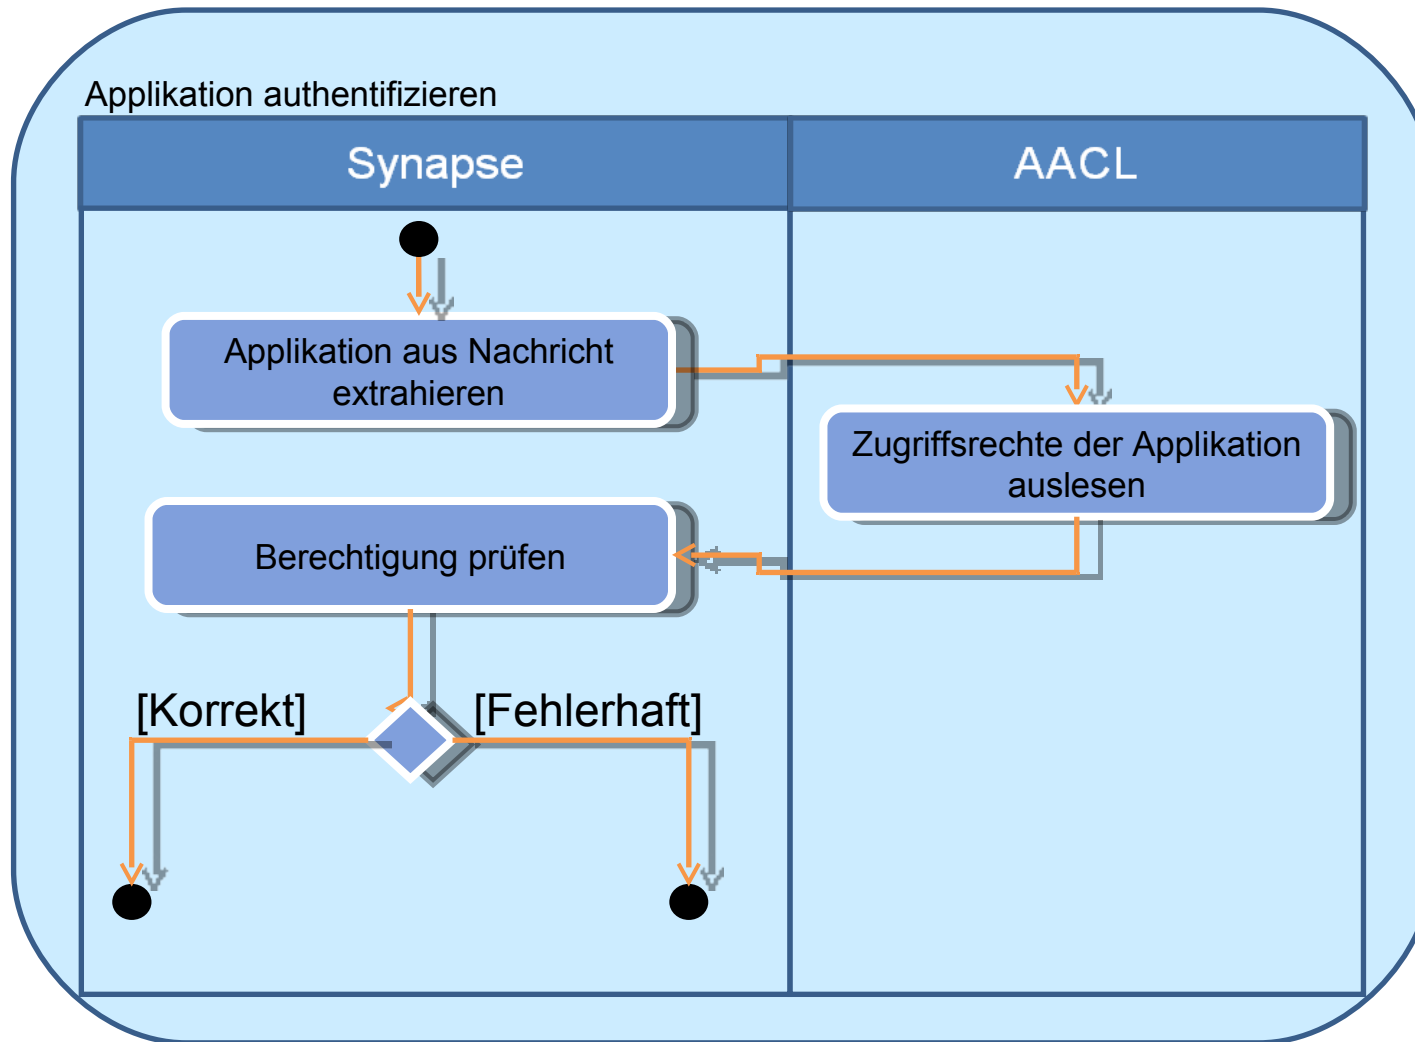 Applikation authentifizieren
Synapse
AACL
Applikation aus Nachricht
extrahieren
Zugriffsrechte der Applikation
auslesen
Berechtigung prüfen
[Korrekt]
[Fehlerhaft]